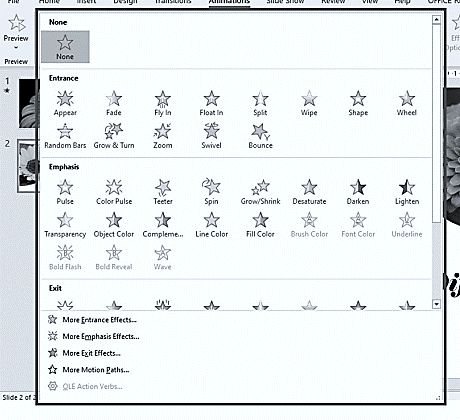 File Home Insert Design Transitions Animations Slide Show Review View Help OFFICE R
None
Preview
None
Preview
Entrance
1
Appear Fade Fly In Float In Split Wipe Shape Wheel
2
Random Bars Grow & Turn Zoom Swivel Bounce
Emphasis
Pulse Color Pulse Teeter Spin Grow/Shrink Desaturate Darken Lighten
Transparency Object Color Compleme... Line Color Fill Color Brush Color Font Color Underline
Bold Flash Bold Reveal Wave
Exit
More Entrance Effects...
More Emphasis Effects...
More Exit Effects...
More Motion Paths...
OLE Action Verbs...
Slide 2 of